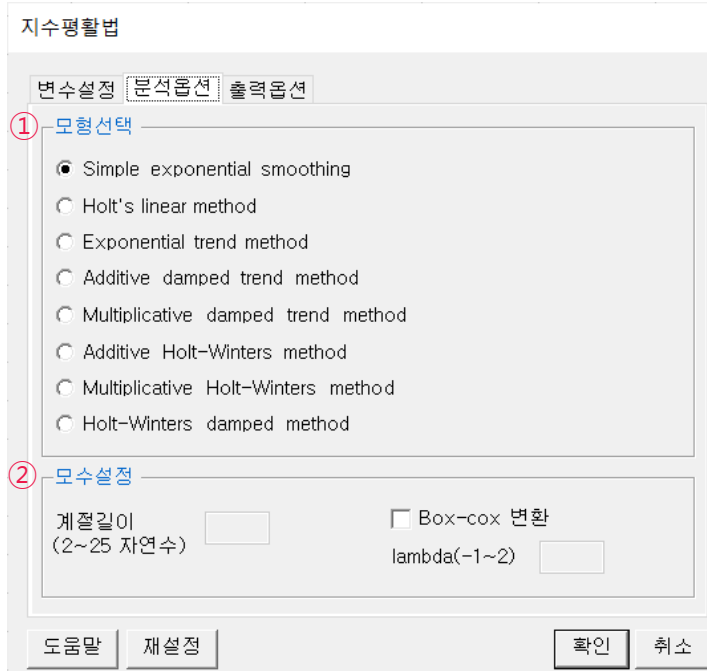 지수평활법
변수설정 분석옵션 출력옵션
① 모형선택
Simple exponential smoothing
Holt's linear method
Exponential trend method
Additive damped trend method
Multiplicative damped trend method
Additive Holt-Winters method
Multiplicative Holt-Winters method
Holt-Winters damped method
② 모수설정
계절길이
(2~25 자연수)
Box-cox 변환
lambda(-1~2)
도움말 재설정 확인 취소